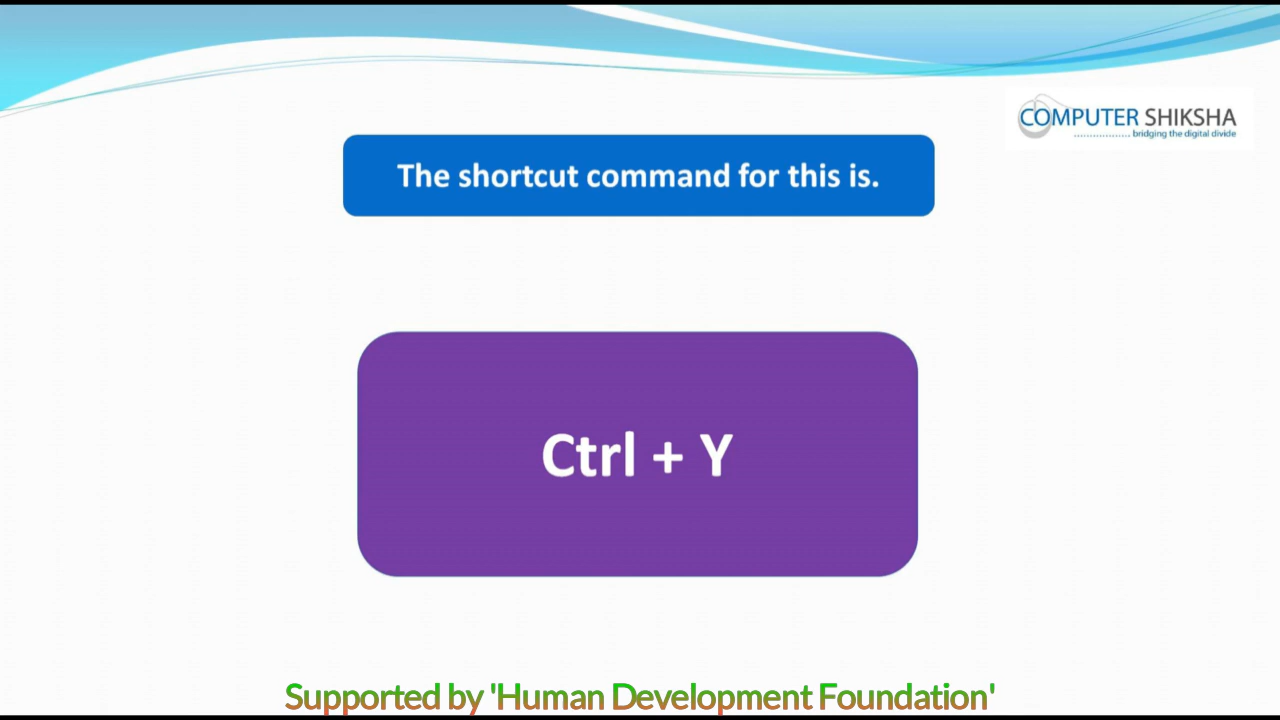 COMPUTER SHIKSHA
bridging the digital divide
The shortcut command for this is.
Ctrl + Y
Supported by 'Human Development Foundation'